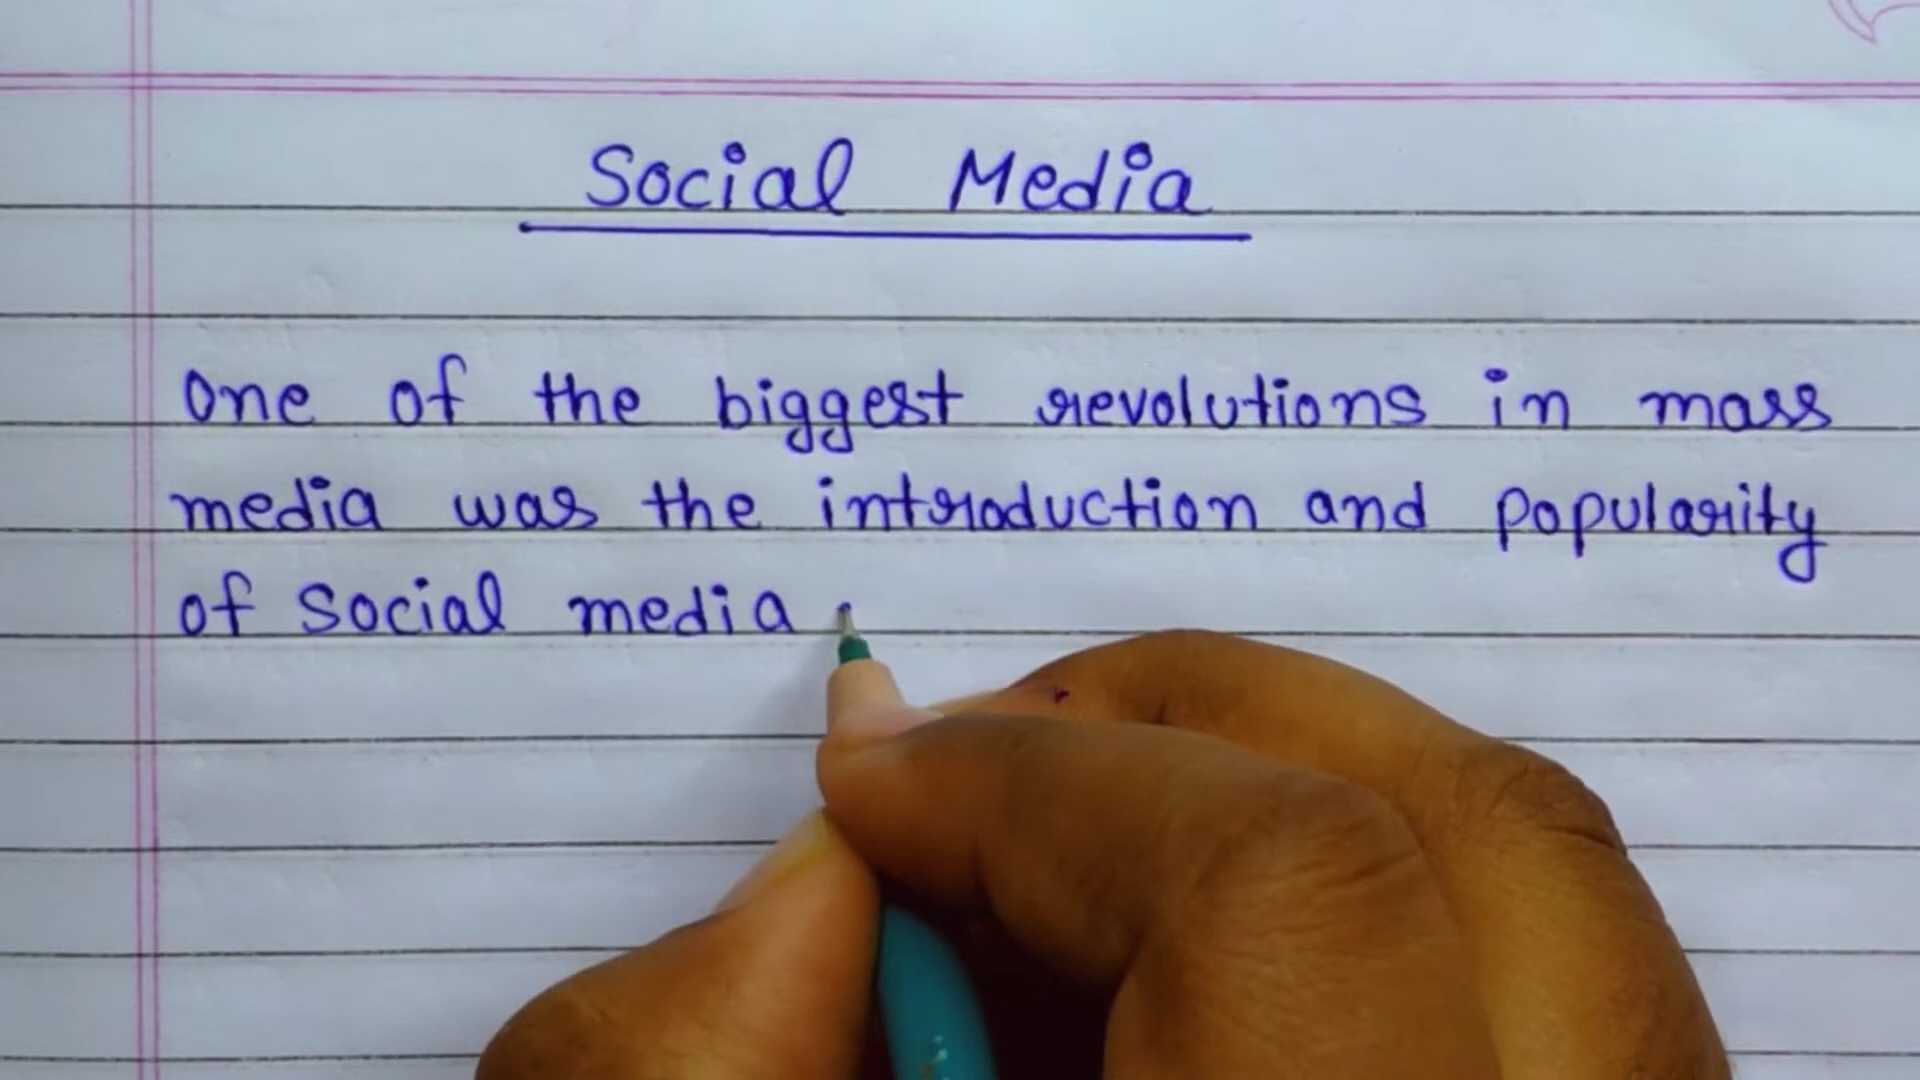 Social Media
One of the biggest revolutions in mass
media was the introduction and popularity
of social media.